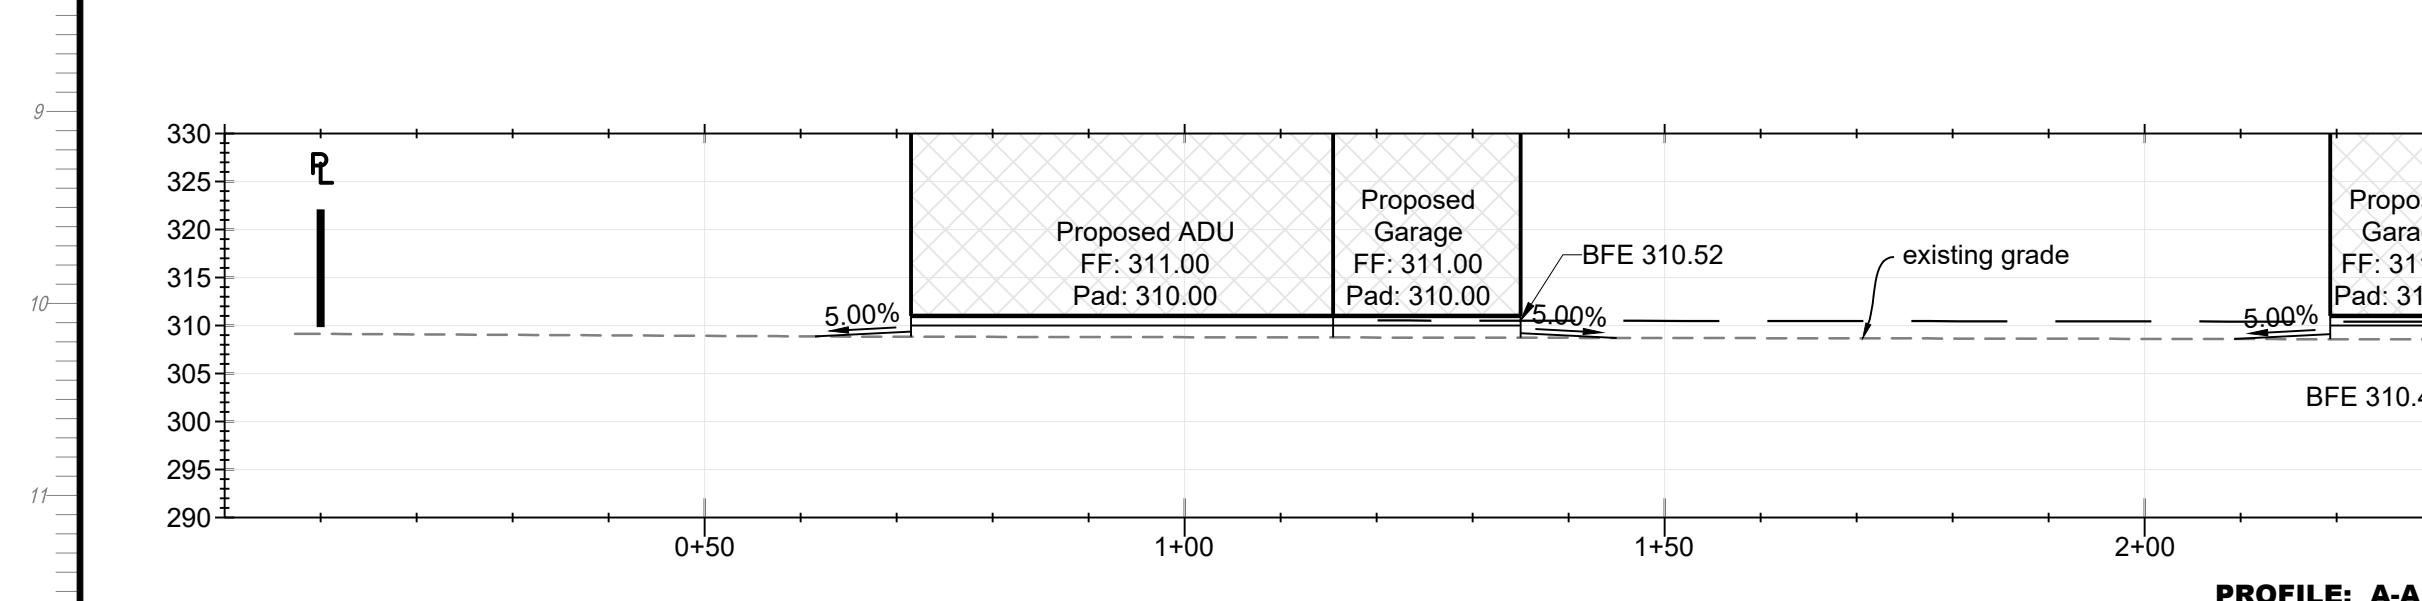 9
10
11
330
325
320
315
310
305
300
295
290
PL
Proposed ADU
FF: 311.00
Pad: 310.00
Proposed
Garage
FF: 311.00
Pad: 310.00
5.00%
5.00%
BFE 310.52
existing grade
5.00%
BFE 310.
0+50
1+00
1+50
2+00
PROFILE: A-A